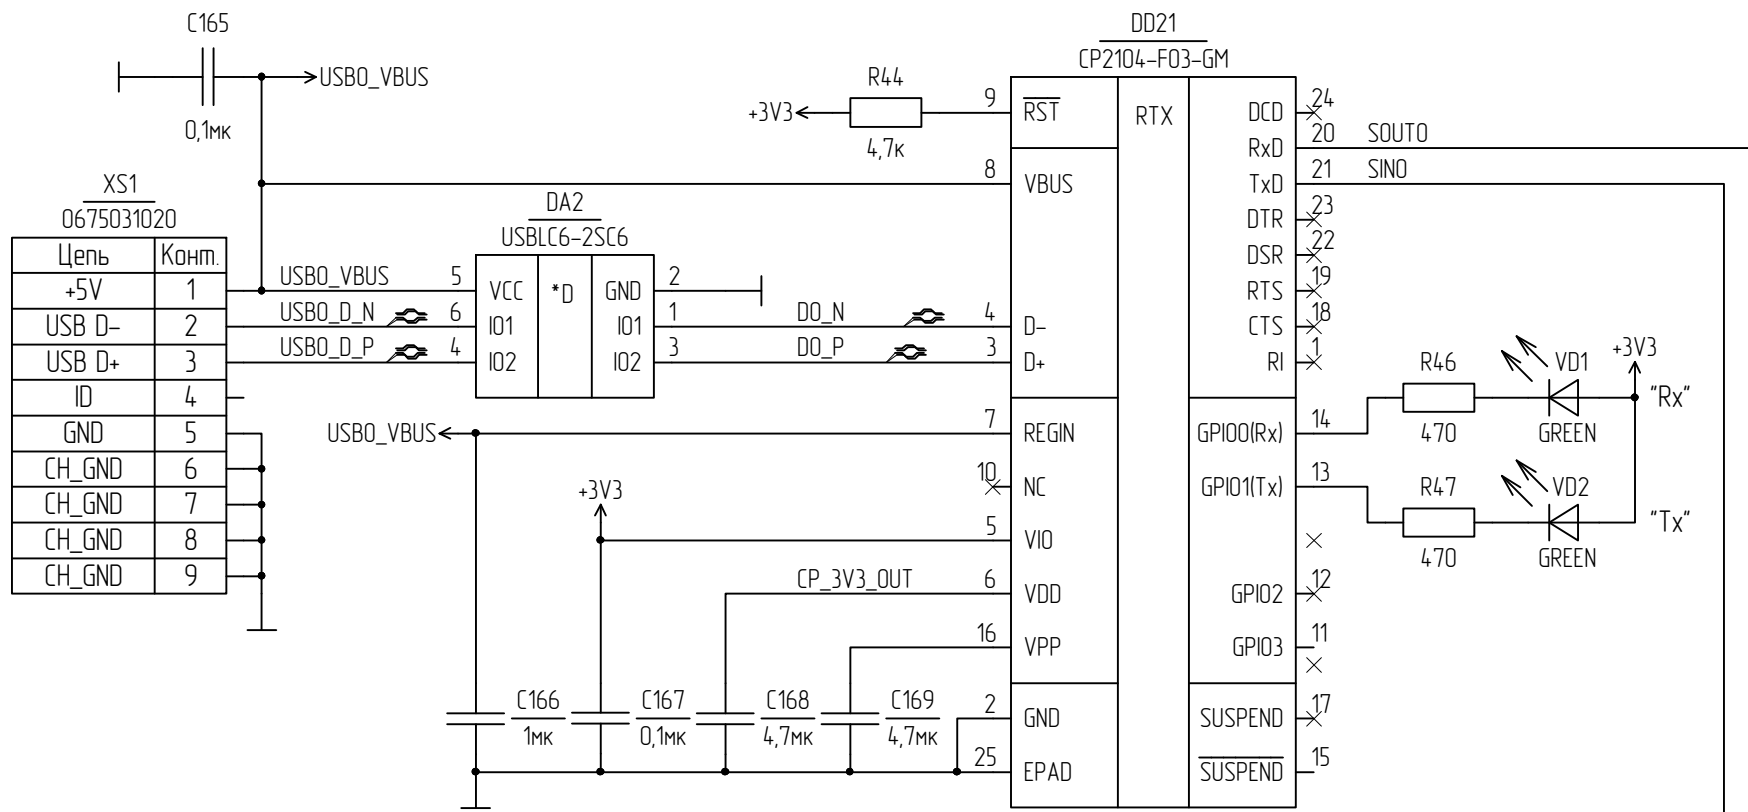 C165
USB0_VBUS
0,1мк
DD21
CP2104-F03-GM
R44
+3V3
4,7к
9
RST
RTX
DCD
24
RxD
20
SOUT0
8
VBUS
TxD
21
SIN0
DTR
23
DSR
22
RTS
19
CTS
18
RI
1
XS1
0675031020
Цепь Конт.
+5V 1
USB D- 2
USB D+ 3
ID 4
GND 5
CH_GND 6
CH_GND 7
CH_GND 8
CH_GND 9
DA2
USBLC6-2SC6
USB0_VBUS 5 VCC *D GND 2
USB0_D_N 6 IO1 IO1 1 D0_N 4 D-
USB0_D_P 4 IO2 IO2 3 D0_P 3 D+
USB0_VBUS 7 REGIN
10 NC
+3V3
5 VIO
CP_3V3_OUT 6 VDD
16 VPP
C166
1мк
C167
0,1мк
C168
4,7мк
C169
4,7мк
2 GND
25 EPAD
GPIO0(Rx) 14
GPIO1(Tx) 13
GPIO2 12
GPIO3 11
SUSPEND 17
SUSPEND 15
R46
470
VD1
GREEN
+3V3
"Rx"
R47
470
VD2
GREEN
"Tx"